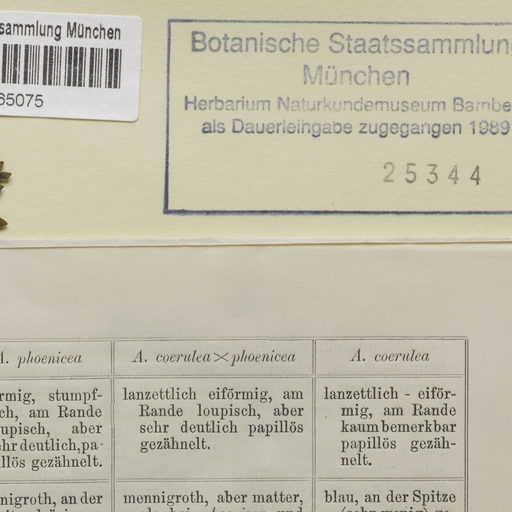 sammlung München
65075
Botanische Staatssammlung
München
Herbarium Naturkundemuseum Bambe
als Dauerleihgabe zugegangen 1989
25344
A. phoenicea
A. coerulea×phoenicea
A. coerulea
rmig, stumpf-
ch, am Rande
upisch, aber
ehr deutlich, pa-
llös gezähnelt.
lanzettlich eiförmig, am
Rande loupisch, aber
sehr deutlich papillös
gezähnelt.
lanzettlich - eiför-
mig, am Rande
kaum bemerkbar
papillös gezäh-
nelt.
nigroth, an der
mennigroth, aber matter,
blau, an der Spitze